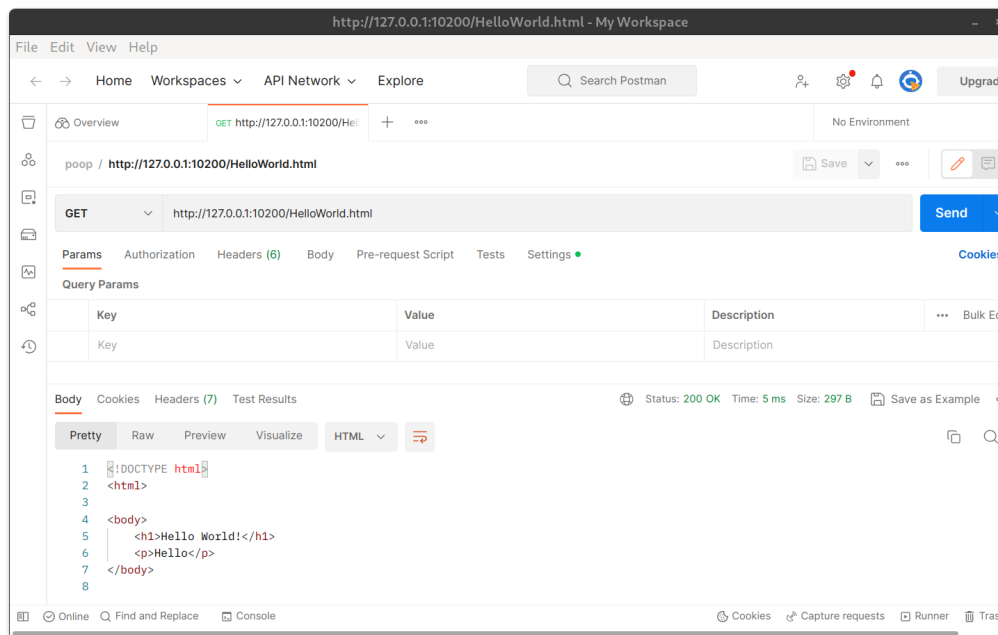 http://127.0.0.1:10200/HelloWorld.html - My Workspace
File Edit View Help
Home Workspaces API Network Explore Search Postman
Overview GET http://127.0.0.1:10200/Hel No Environment
poop / http://127.0.0.1:10200/HelloWorld.html Save
GET http://127.0.0.1:10200/HelloWorld.html Send
Params Authorization Headers (6) Body Pre-request Script Tests Settings Cookies
Query Params
Key Value Description Bulk
Key Value Description
Body Cookies Headers (7) Test Results Status: 200 OK Time: 5 ms Size: 297 B Save as Example
Pretty Raw Preview Visualize HTML
1 <!DOCTYPE html>
2 <html>
3
4 <body>
5 <h1>Hello World!</h1>
6 <p>Hello</p>
7 </body>
8
Online Find and Replace Console Cookies Capture requests Runner